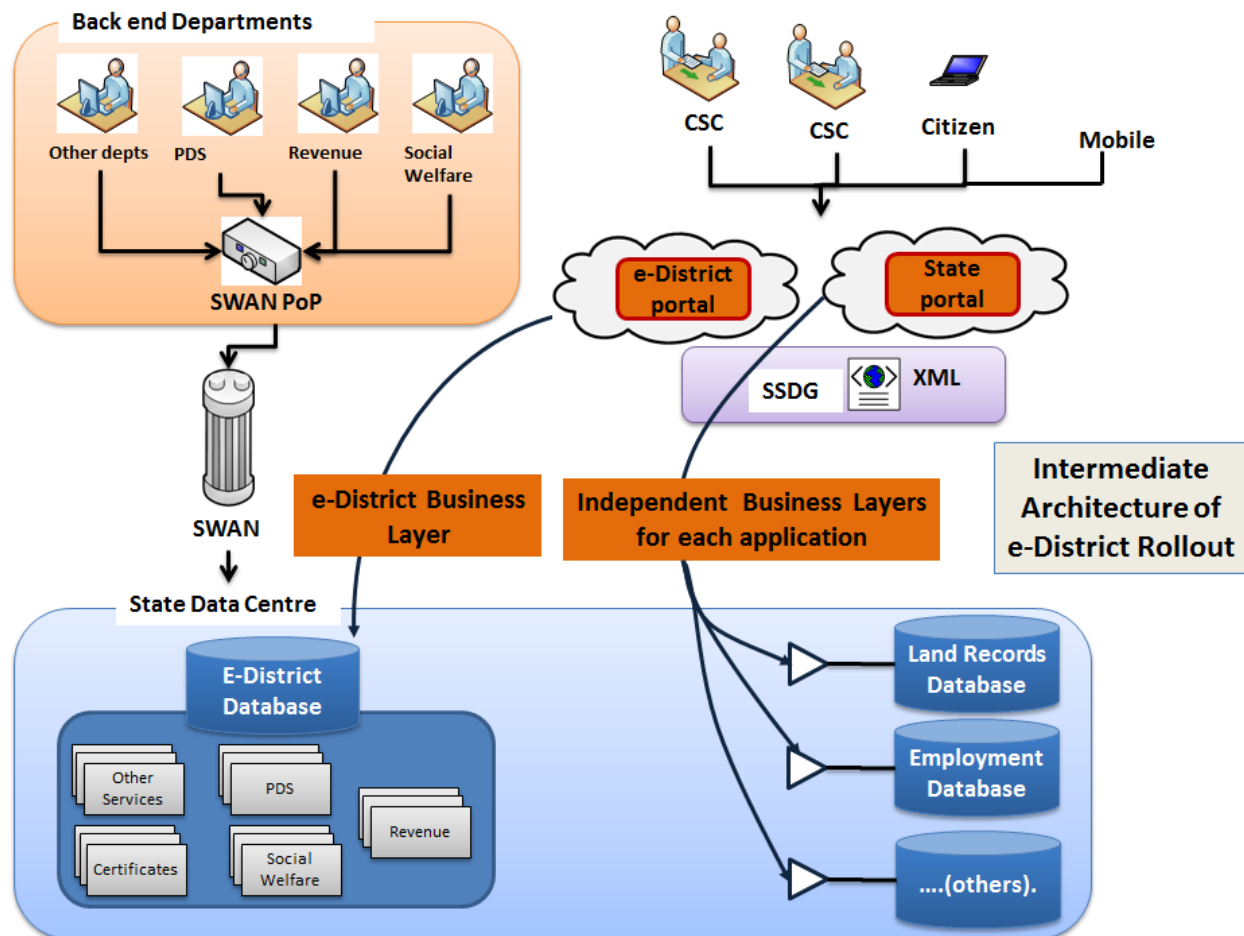 Back end Departments
Other depts
PDS
Revenue
Social
Welfare
SWAN PoP
SWAN
CSC
CSC
Citizen
Mobile
e-District
portal
State
portal
SSDG
XML
e-District Business
Layer
Independent Business Layers
for each application
Intermediate
Architecture of
e-District Rollout
State Data Centre
E-District
Database
Other
Services
PDS
Revenue
Certificates
Social
Welfare
Land Records
Database
Employment
Database
....(others).